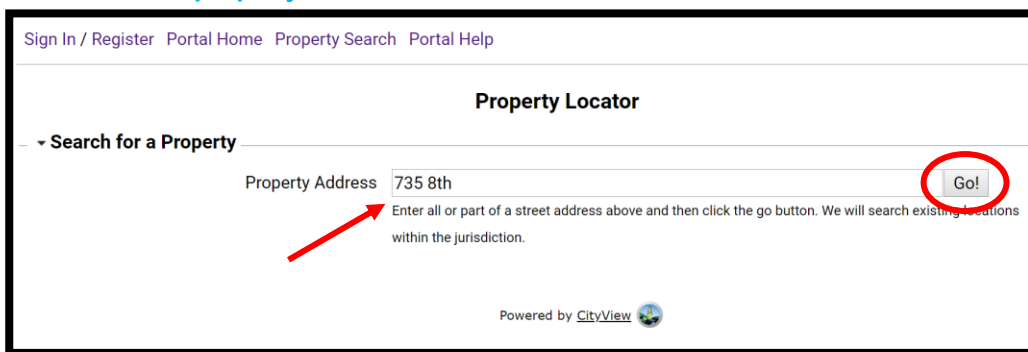 Sign In / Register Portal Home Property Search Portal Help
Property Locator
Search for a Property
Property Address 735 8th Go!
Enter all or part of a street address above and then click the go button. We will search existing locations
within the jurisdiction.
Powered by CityView